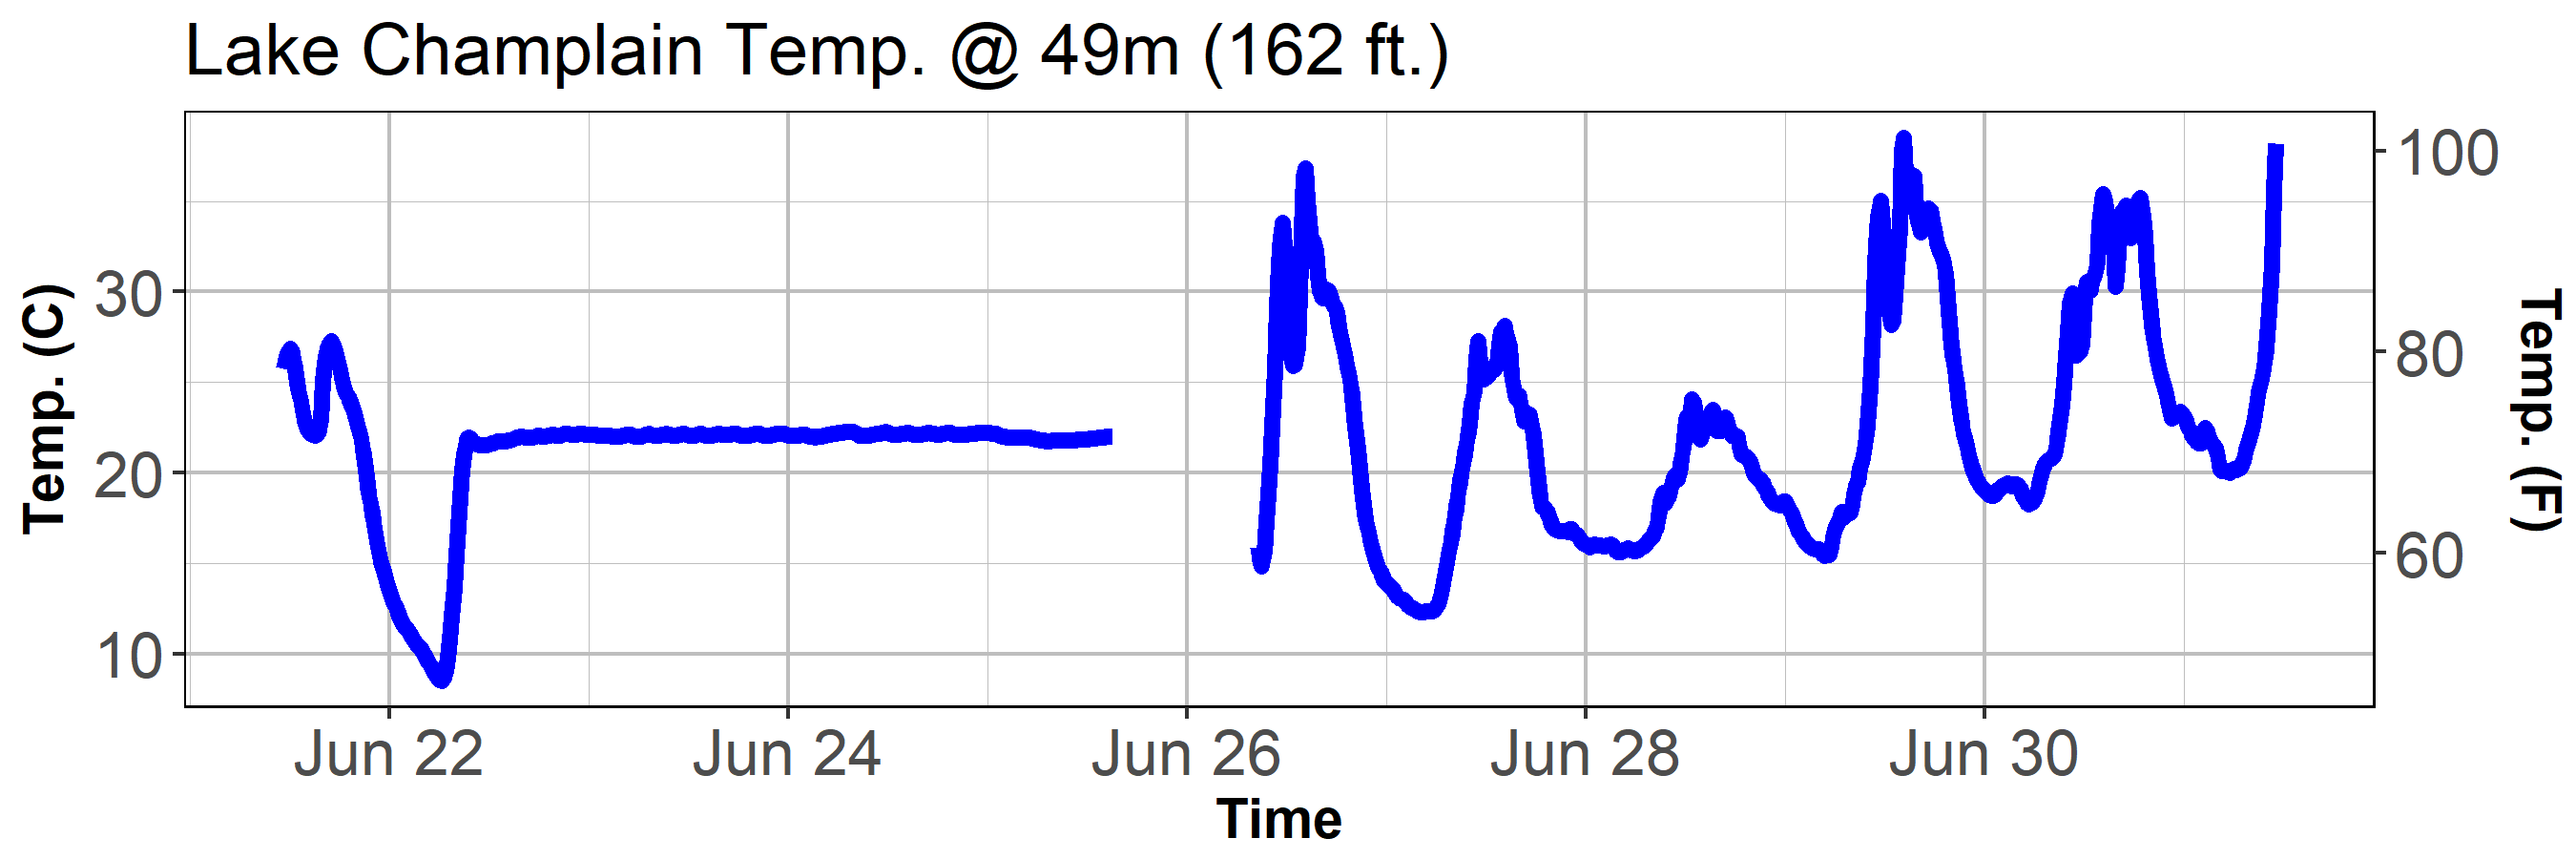 Lake Champlain Temp. @ 49m (162 ft.)
Temp. (C)
30
20
10
100
80
60
Temp. (F)
Jun 22
Jun 24
Jun 26
Jun 28
Jun 30
Time